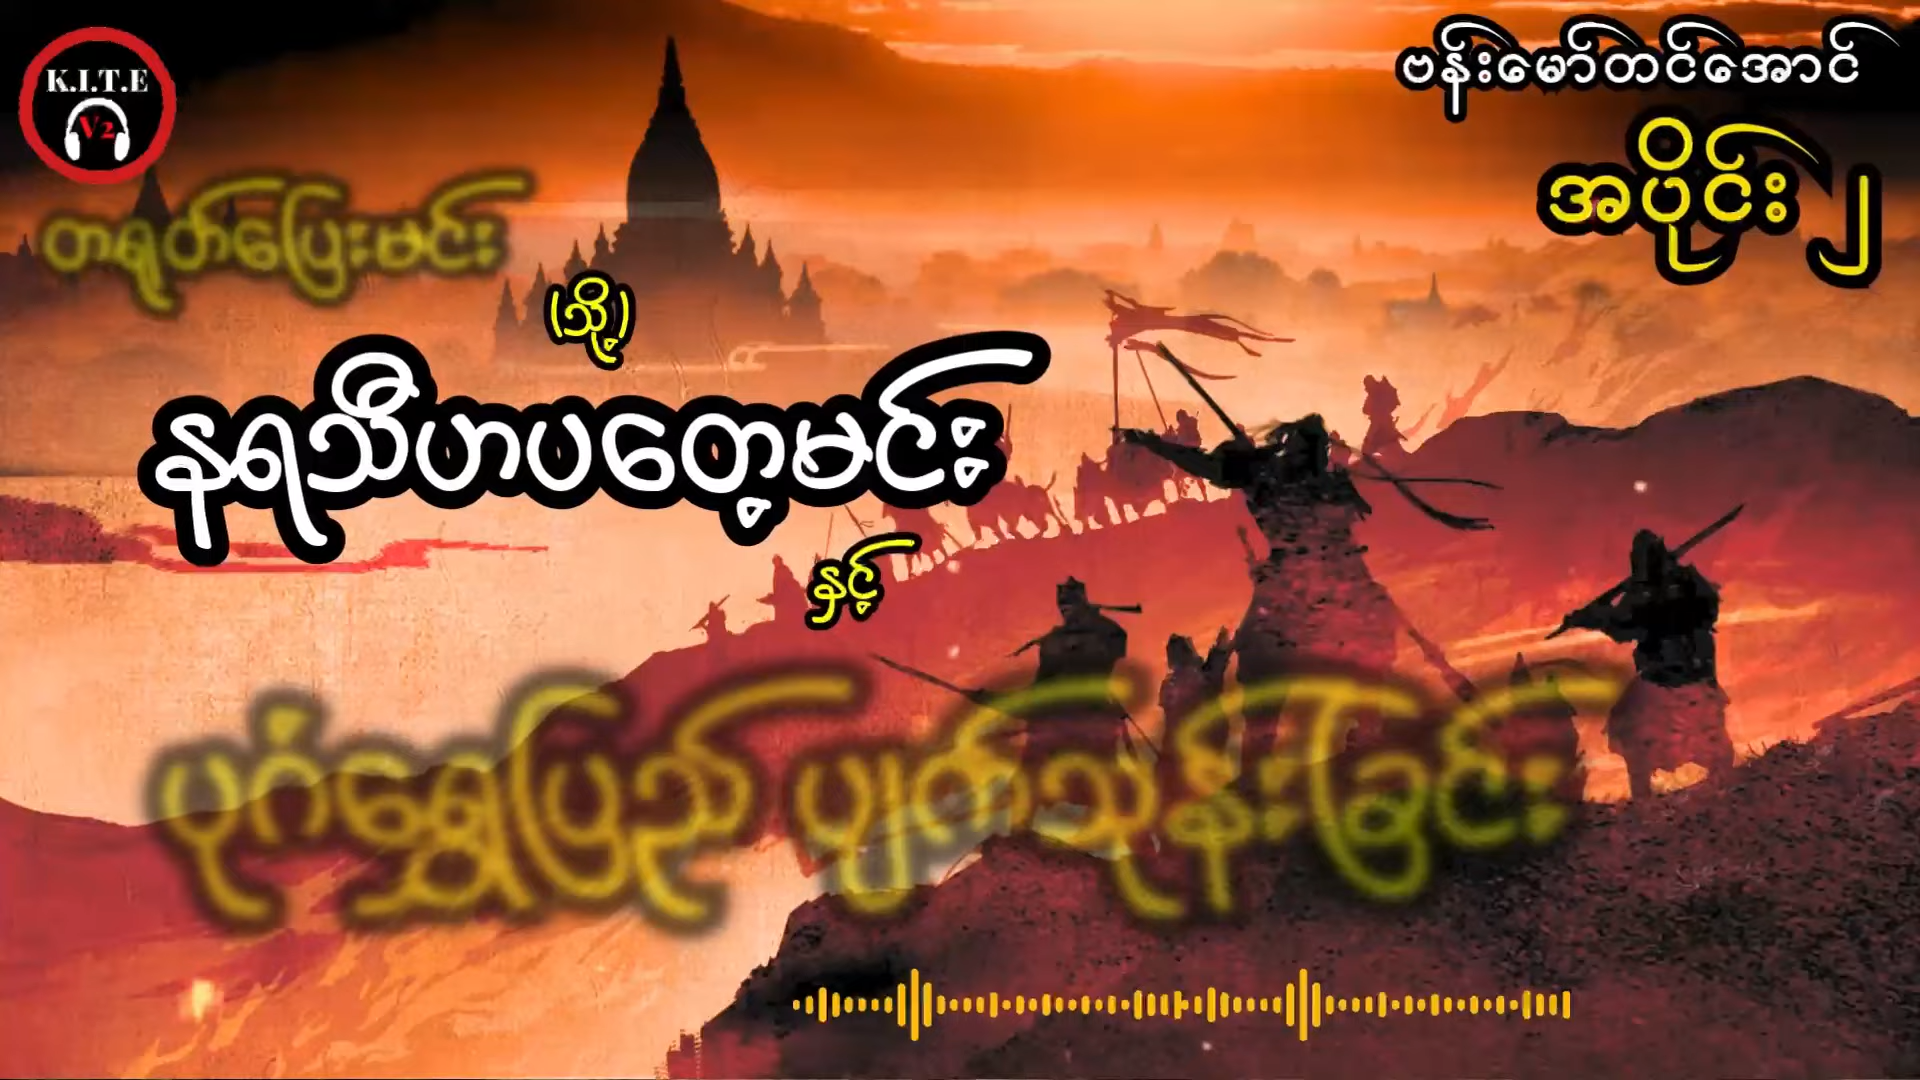 K.I.T.E
V2
ဗန်းမော်တင်အောင်
အပိုင်း ၂
တရုတ်ပြေးမင်း
(သို့)
နရသီဟပတေ့မင်း
နှင့်
ပုဂံရွှေပြည် ပျက်သုန်းခြင်း